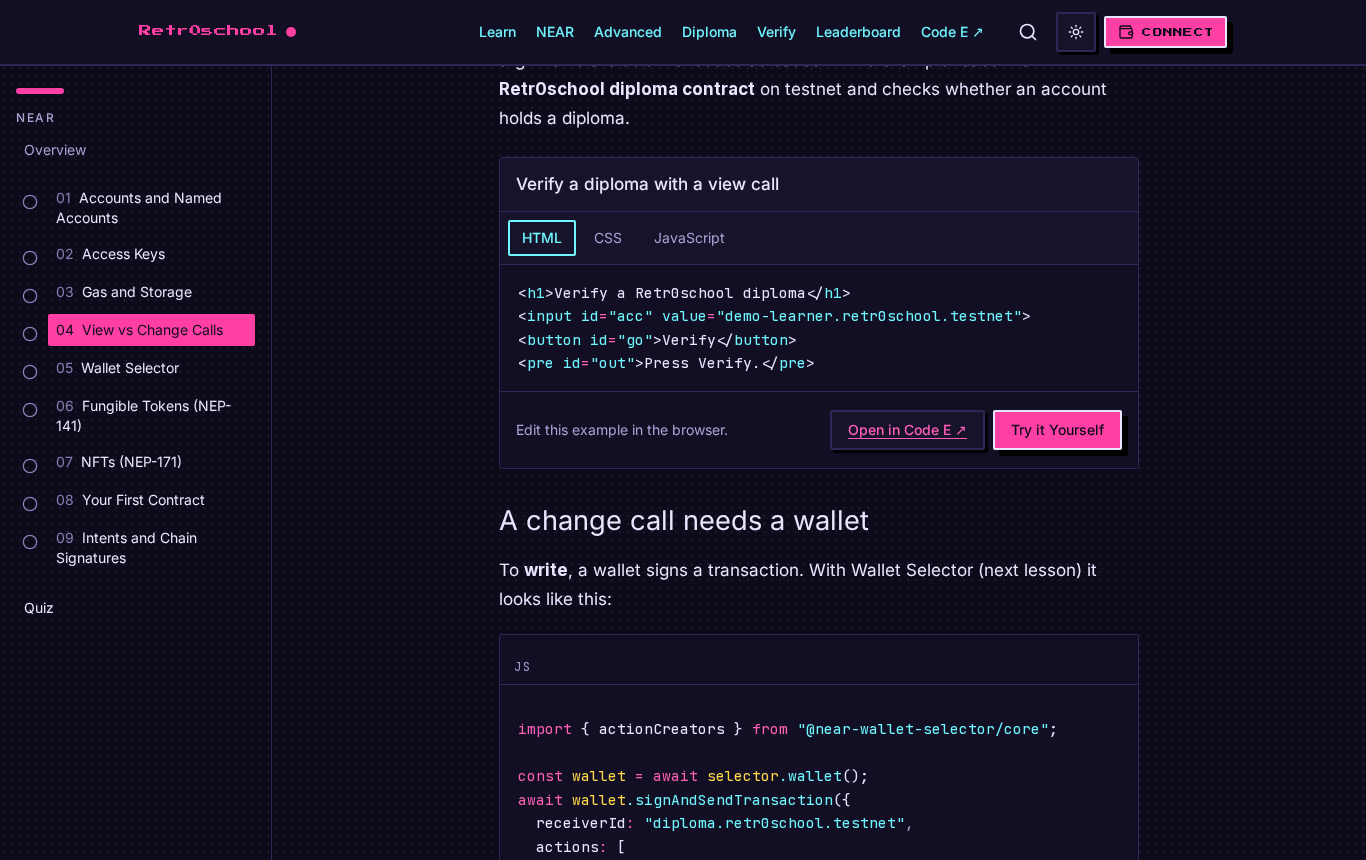 Retr0school
Learn NEAR Advanced Diploma Verify Leaderboard Code E ↗
CONNECT
NEAR
Overview
01 Accounts and Named
Accounts
02 Access Keys
03 Gas and Storage
04 View vs Change Calls
05 Wallet Selector
06 Fungible Tokens (NEP-
141)
07 NFTs (NEP-171)
08 Your First Contract
09 Intents and Chain
Signatures
Quiz
Retr0school diploma contract on testnet and checks whether an account
holds a diploma.
Verify a diploma with a view call
HTML CSS JavaScript
<h1>Verify a Retr0school diploma</h1>
<input id="acc" value="demo-learner.retr0school.testnet">
<button id="go">Verify</button>
<pre id="out">Press Verify.</pre>
Edit this example in the browser.
Open in Code E ↗
Try it Yourself
A change call needs a wallet
To write, a wallet signs a transaction. With Wallet Selector (next lesson) it
looks like this:
JS
import { actionCreators } from "@near-wallet-selector/core";
const wallet = await selector.wallet();
await wallet.signAndSendTransaction({
receiverId: "diploma.retr0school.testnet",
actions: [